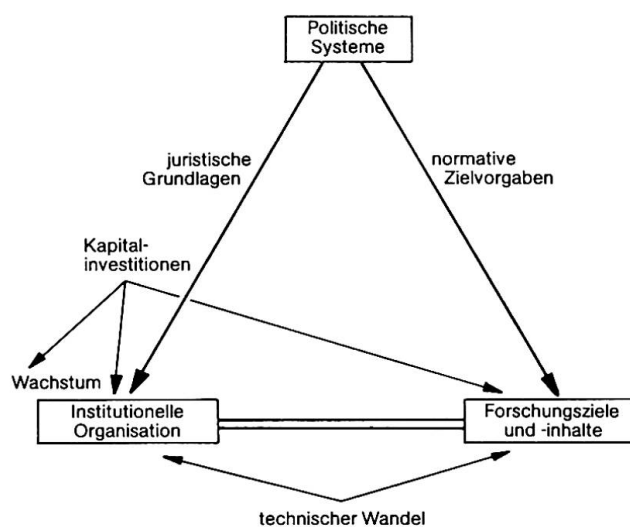 Politische
Systeme
juristische
Grundlagen
normative
Zielvorgaben
Kapital-
investitionen
Wachstum
Institutionelle
Organisation
Forschungsziele
und -inhalte
technischer Wandel